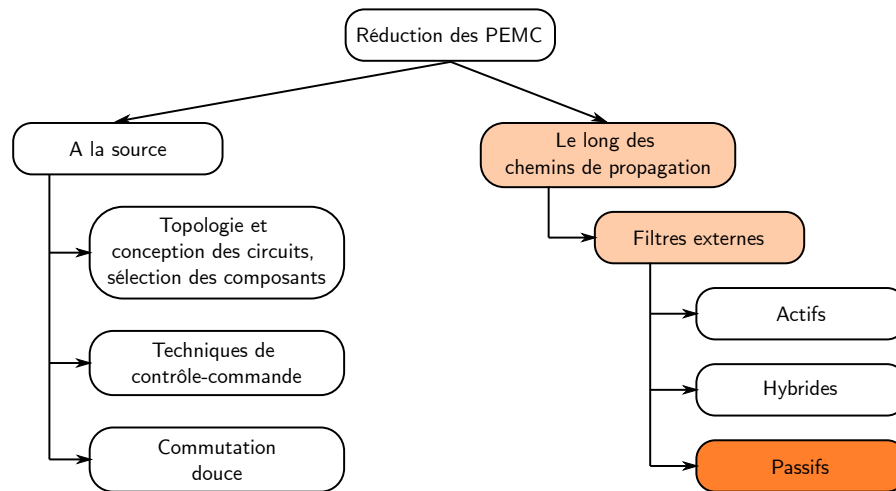 Réduction des PEMC
A la source
Topologie et
conception des circuits,
sélection des composants
Techniques de
contrôle-commande
Commutation
douce
Le long des
chemins de propagation
Filtres externes
Actifs
Hybrides
Passifs